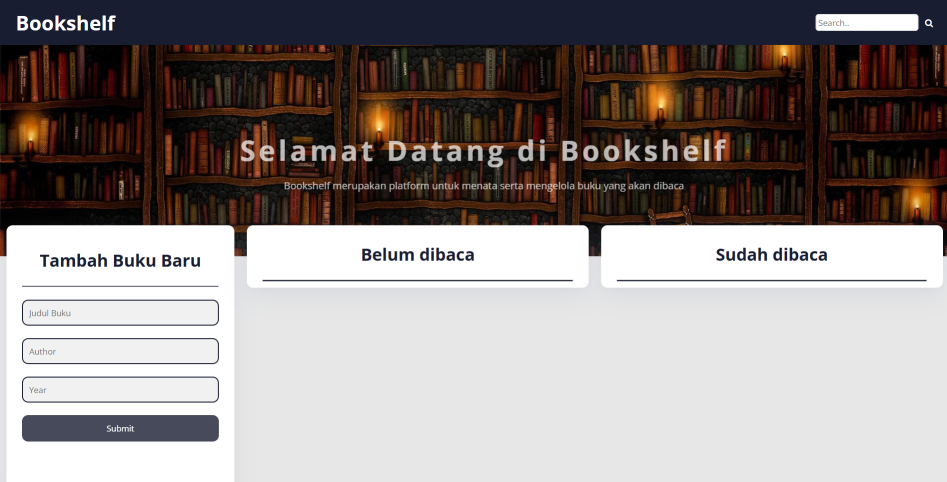 Bookshelf
Search..
Selamat Datang di Bookshelf
Bookshelf merupakan platform untuk menata serta mengelola buku yang akan dibaca
Tambah Buku Baru
Judul Buku
Author
Year
Submit
Belum dibaca
Sudah dibaca